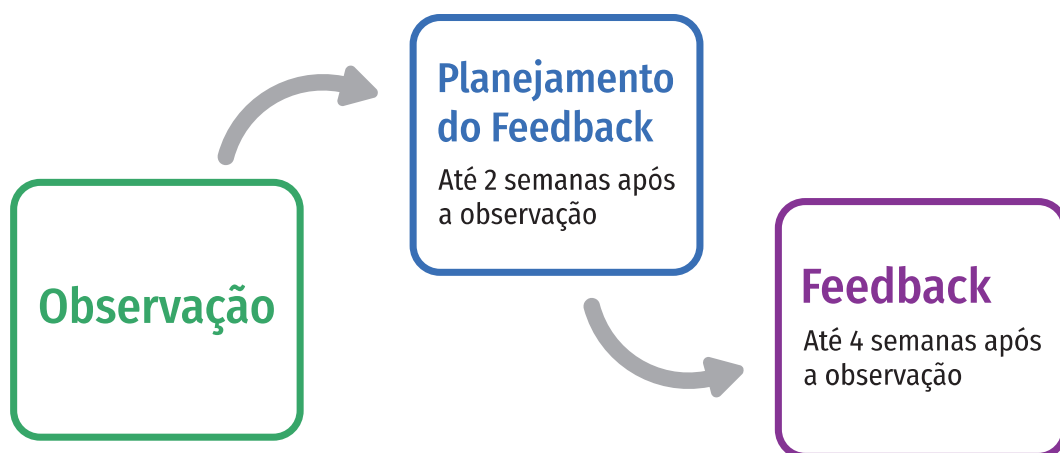 Observação
Planejamento
do Feedback
Até 2 semanas após
a observação
Feedback
Até 4 semanas após
a observação